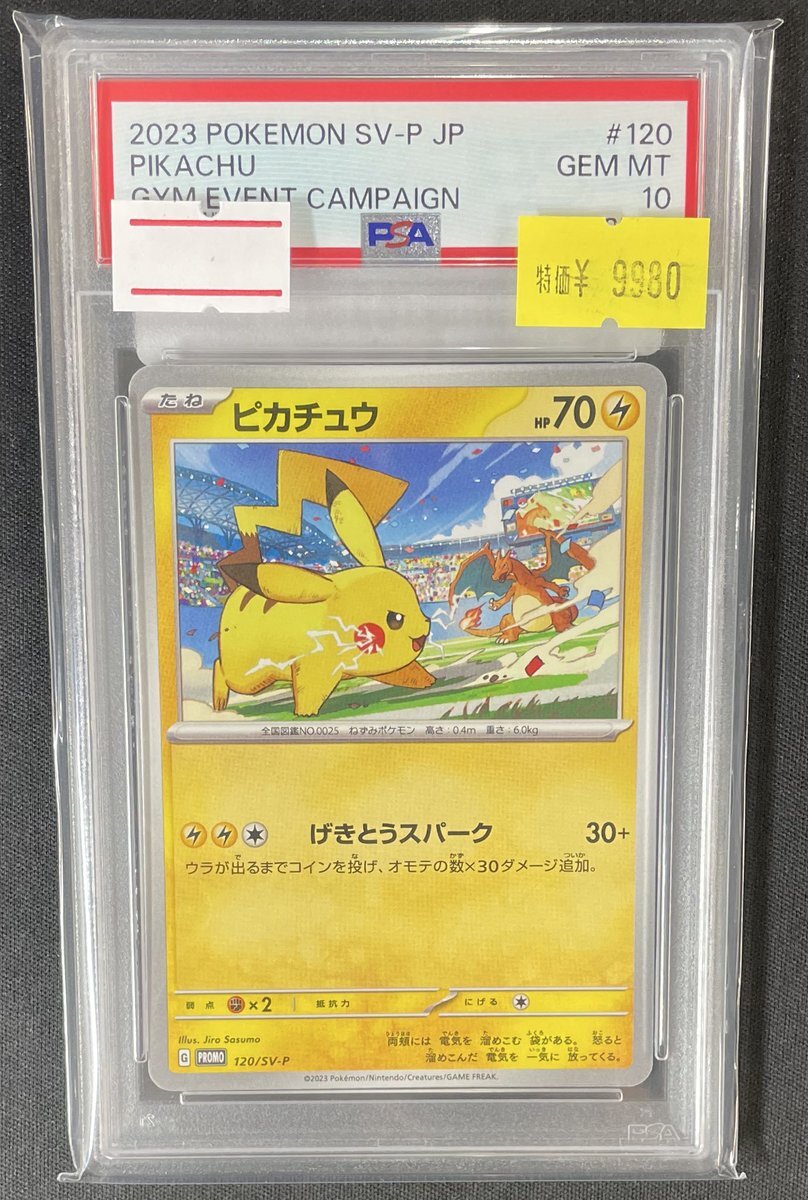 2023 POKEMON SV-P JP #120
PIKACHU GEM MT
GYM EVENT CAMPAIGN 10
PSA
特価¥ 9980
たね ピカチュウ HP70
全国図鑑NO.0025 ねずみポケモン 高さ:0.4m 重さ:6.0kg
げきとうスパーク 30+
ウラが出るまでコインを投げ、オモテの数×30ダメージ追加。
弱点 ×2 抵抗力 にげる
Illus. Jiro Sasumo
両頬には 電気を 溜めこむ 袋がある。 怒ると
溜めこんだ 電気を 一気に 放ってくる。
G PROMO 120/SV-P
©2023 Pokémon/Nintendo/Creatures/GAME FREAK.
PSA